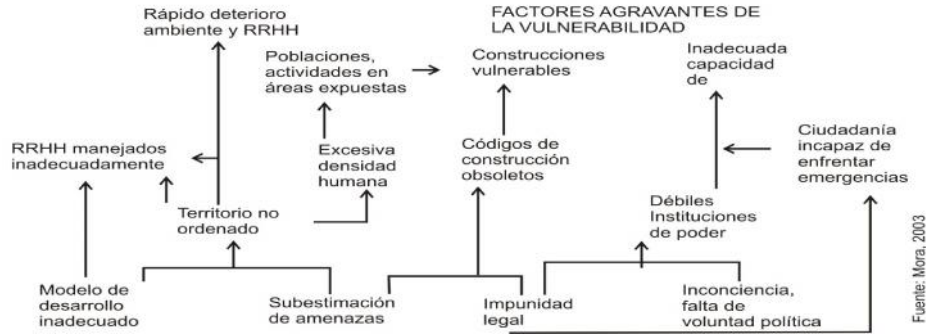 FACTORES AGRAVANTES DE
LA VULNERABILIDAD
Rápido deterioro
ambiente y RRHH
Poblaciones,
actividades en
áreas expuestas
Construcciones
vulnerables
Inadecuada
capacidad
de
RRHH manejados
inadecuadamente
Excesiva
densidad
humana
Códigos de
construcción
obsoletos
Ciudadanía
incapaz de
enfrentar
emergencias
Territorio no
ordenado
Débiles
Instituciones
de poder
Modelo de
desarrollo
inadecuado
Subestimación
de amenazas
Impunidad
legal
Inconciencia,
falta de
voluntad política
Fuente: Mora, 2003